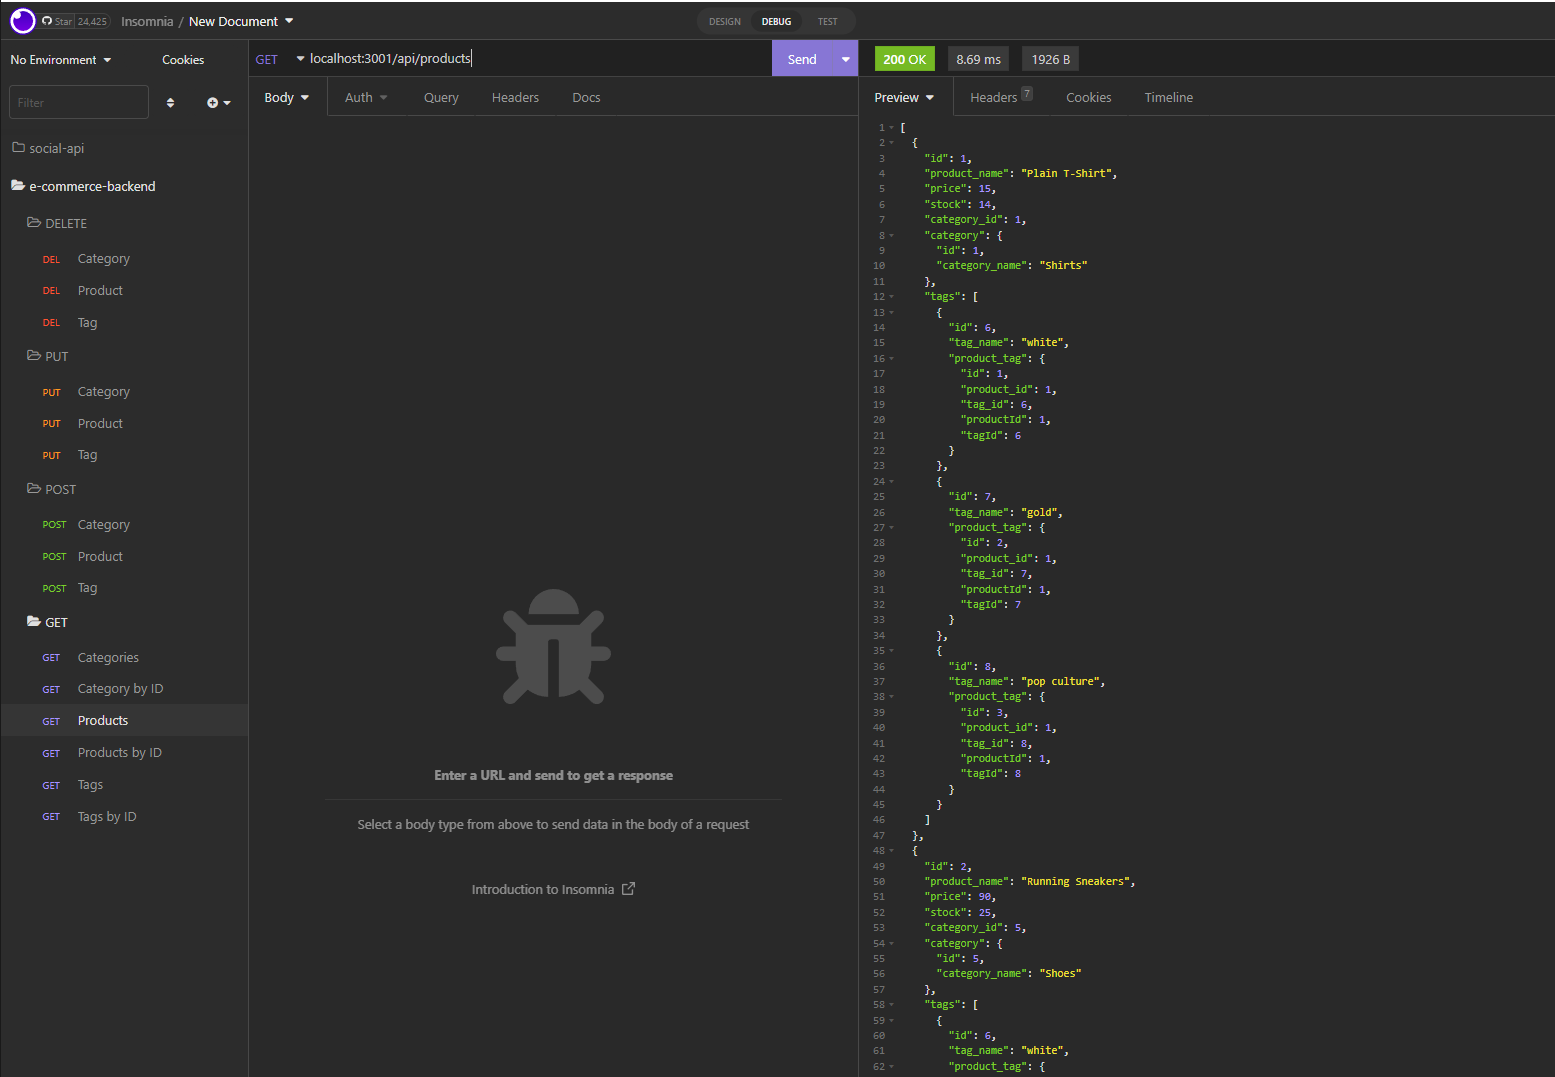 Star 24,425 Insomnia / New Document
DESIGN DEBUG TEST
No Environment Cookies
Filter
social-api
e-commerce-backend
DELETE
DEL Category
DEL Product
DEL Tag
PUT
PUT Category
PUT Product
PUT Tag
POST
POST Category
POST Product
POST Tag
GET
GET Categories
GET Category by ID
GET Products
GET Products by ID
GET Tags
GET Tags by ID
GET localhost:3001/api/products Send
Body Auth Query Headers Docs
Enter a URL and send to get a response
Select a body type from above to send data in the body of a request
Introduction to Insomnia
200 OK 8.69 ms 1926 B
Preview Headers 7 Cookies Timeline
1 [
2 {
3 "id": 1,
4 "product_name": "Plain T-Shirt",
5 "price": 15,
6 "stock": 14,
7 "category_id": 1,
8 "category": {
9 "id": 1,
10 "category_name": "Shirts"
11 },
12 "tags": [
13 {
14 "id": 6,
15 "tag_name": "white",
16 "product_tag": {
17 "id": 1,
18 "product_id": 1,
19 "tag_id": 6,
20 "productId": 1,
21 "tagId": 6
22 }
23 },
24 {
25 "id": 7,
26 "tag_name": "gold",
27 "product_tag": {
28 "id": 2,
29 "product_id": 1,
30 "tag_id": 7,
31 "productId": 1,
32 "tagId": 7
33 }
34 },
35 {
36 "id": 8,
37 "tag_name": "pop culture",
38 "product_tag": {
39 "id": 3,
40 "product_id": 1,
41 "tag_id": 8,
42 "productId": 1,
43 "tagId": 8
44 }
45 }
46 ]
47 },
48 {
49 "id": 2,
50 "product_name": "Running Sneakers",
51 "price": 90,
52 "stock": 25,
53 "category_id": 5,
54 "category": {
55 "id": 5,
56 "category_name": "Shoes"
57 },
58 "tags": [
59 {
60 "id": 6,
61 "tag_name": "white",
62 "product_tag": {